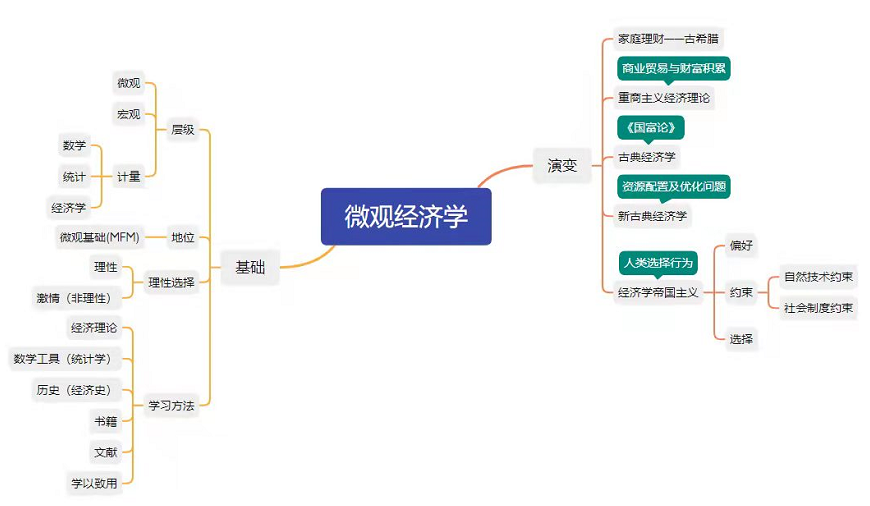 微观经济学
演变
家庭理财——古希腊
商业贸易与财富积累
重商主义经济理论
《国富论》
古典经济学
资源配置及优化问题
新古典经济学
人类选择行为
经济学帝国主义
偏好
约束
自然技术约束
社会制度约束
选择
基础
层级
微观
宏观
计量
数学
统计
经济学
地位
微观基础(MFM)
理性选择
理性
激情（非理性）
学习方法
经济理论
数学工具（统计学）
历史（经济史）
书籍
文献
学以致用